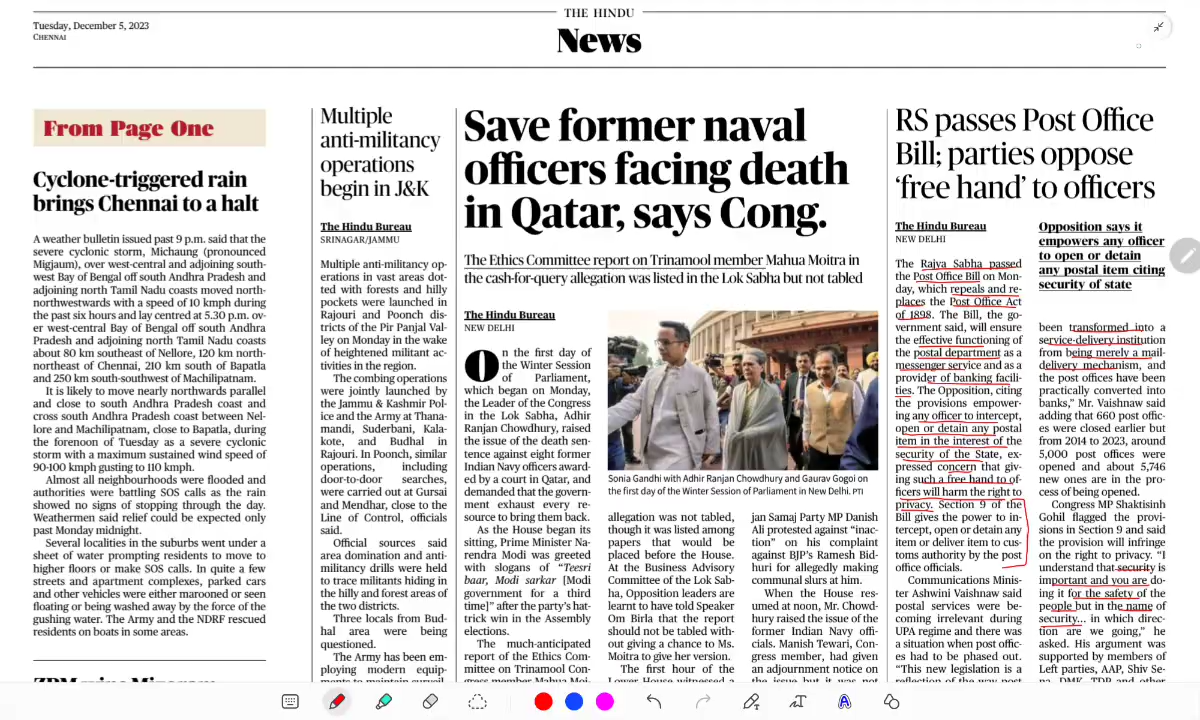 Tuesday, December 5, 2023
CHENNAI
THE HINDU
News
From Page One
Cyclone-triggered rain
brings Chennai to a halt
A weather bulletin issued past 9 p.m. said that the
severe cyclonic storm, Michaung (pronounced
Migjaum), over west-central and adjoining south-
west Bay of Bengal off south Andhra Pradesh and
adjoining north Tamil Nadu coasts moved north-
northwestwards with a speed of 10 kmph during
the past six hours and lay centred at 5.30 p.m. ov-
er west-central Bay of Bengal off south Andhra
Pradesh and adjoining north Tamil Nadu coasts
about 80 km southeast of Nellore, 120 km north-
northeast of Chennai, 210 km south of Bapatla
and 250 km south-southwest of Machilipatnam.
It is likely to move nearly northwards parallel
and close to south Andhra Pradesh coast and
cross south Andhra Pradesh coast between Nel-
lore and Machilipatnam, close to Bapatla, during
the forenoon of Tuesday as a severe cyclonic
storm with a maximum sustained wind speed of
90-100 kmph gusting to 110 kmph.
Almost all neighbourhoods were flooded and
authorities were battling SOS calls as the rain
showed no signs of stopping through the day.
Weathermen said relief could be expected only
past Monday midnight.
Several localities in the suburbs went under a
sheet of water prompting residents to move to
higher floors or make SOS calls. In quite a few
streets and apartment complexes, parked cars
and other vehicles were either marooned or seen
floating or being washed away by the force of the
gushing water. The Army and the NDRF rescued
residents on boats in some areas.
Multiple
anti-militancy
operations
begin in J&K
The Hindu Bureau
SRINAGAR/JAMMU
Multiple anti-militancy op-
erations in vast areas dot-
ted with forests and hilly
pockets were launched in
Rajouri and Poonch dis-
tricts of the Pir Panjal Val-
ley on Monday in the wake
of heightened militant ac-
tivities in the region.
The combing operations
were jointly launched by
the Jammu & Kashmir Pol-
ice and the Army at Thana-
mandi, Suderbani, Kala-
kote, and Budhal in
Rajouri. In Poonch, similar
operations, including
door-to-door searches,
were carried out at Gursai
and Mendhar, close to the
Line of Control, officials
said.
Official sources said
area domination and anti-
militancy drills were held
to trace militants hiding in
the hilly and forest areas of
the two districts.
Three locals from Bud-
hal area were being
questioned.
The Army has been em-
ploying modern equip-
Save former naval
officers facing death
in Qatar, says Cong.
The Ethics Committee report on Trinamool member Mahua Moitra in
the cash-for-query allegation was listed in the Lok Sabha but not tabled
The Hindu Bureau
NEW DELHI
On the first day of
the Winter Session
of Parliament,
which began on Monday,
the Leader of the Congress
in the Lok Sabha, Adhir
Ranjan Chowdhury, raised
the issue of the death sen-
tence against eight former
Indian Navy officers award-
ed by a court in Qatar, and
demanded that the govern-
ment exhaust every re-
source to bring them back.
As the House began its
sitting, Prime Minister Na-
rendra Modi was greeted
with slogans of “Teesri
baar, Modi sarkar [Modi
government for a third
time]” after the party's hat-
trick win in the Assembly
elections.
The much-anticipated
report of the Ethics Com-
mittee on Trinamool Con-
Sonia Gandhi with Adhir Ranjan Chowdhury and Gaurav Gogoi on
the first day of the Winter Session of Parliament in New Delhi. PTI
allegation was not tabled,
though it was listed among
papers that would be
placed before the House.
At the Business Advisory
Committee of the Lok Sab-
ha, Opposition leaders are
learnt to have told Speaker
Om Birla that the report
should not be tabled with-
out giving a chance to Ms.
Moitra to give her version.
The first hour of the
Lower House witnessed a
jan Samaj Party MP Danish
Ali protested against “inac-
tion” on his complaint
against BJP's Ramesh Bid-
huri for allegedly making
communal slurs at him.
When the House res-
umed at noon, Mr. Chowd-
hury raised the issue of the
former Indian Navy offi-
cials. Manish Tewari, Con-
gress member, had given
an adjournment notice on
the issue but it was not
RS passes Post Office
Bill; parties oppose
‘free hand’ to officers
The Hindu Bureau
NEW DELHI
The Rajya Sabha passed
the Post Office Bill on Mon-
day, which repeals and re-
places the Post Office Act
of 1898. The Bill, the go-
vernment said, will ensure
the effective functioning of
the postal department as a
messenger service and as a
provider of banking facili-
ties. The Opposition, citing
the provisions empower-
ing any officer to intercept,
open or detain any postal
item in the interest of the
security of the State, ex-
pressed concern that giv-
ing such a free hand to of-
ficers will harm the right to
privacy. Section 9 of the
Bill gives the power to in-
tercept, open or detain any
item or deliver item to cus-
toms authority by the post
office officials.
Communications Minis-
ter Ashwini Vaishnaw said
postal services were be-
coming irrelevant during
UPA regime and there was
a situation when post offic-
es had to be phased out.
“This new legislation is a
reflection of the way post
Opposition says it
empowers any officer
to open or detain
any postal item citing
security of state
been transformed into a
service-delivery institution
from being merely a mail-
delivery mechanism, and
the post offices have been
practically converted into
banks,” Mr. Vaishnaw said
adding that 660 post offic-
es were closed earlier but
from 2014 to 2023, around
5,000 post offices were
opened and about 5,746
new ones are in the pro-
cess of being opened.
Congress MP Shaktisinh
Gohil flagged the provi-
sions in Section 9 and said
the provision will infringe
on the right to privacy. “I
understand that security is
important and you are do-
ing it for the safety of the
people but in the name of
security... in which direc-
tion are we going,” he
asked. His argument was
supported by members of
Left parties, AAP, Shiv Se-
na, DMK, TDP and other